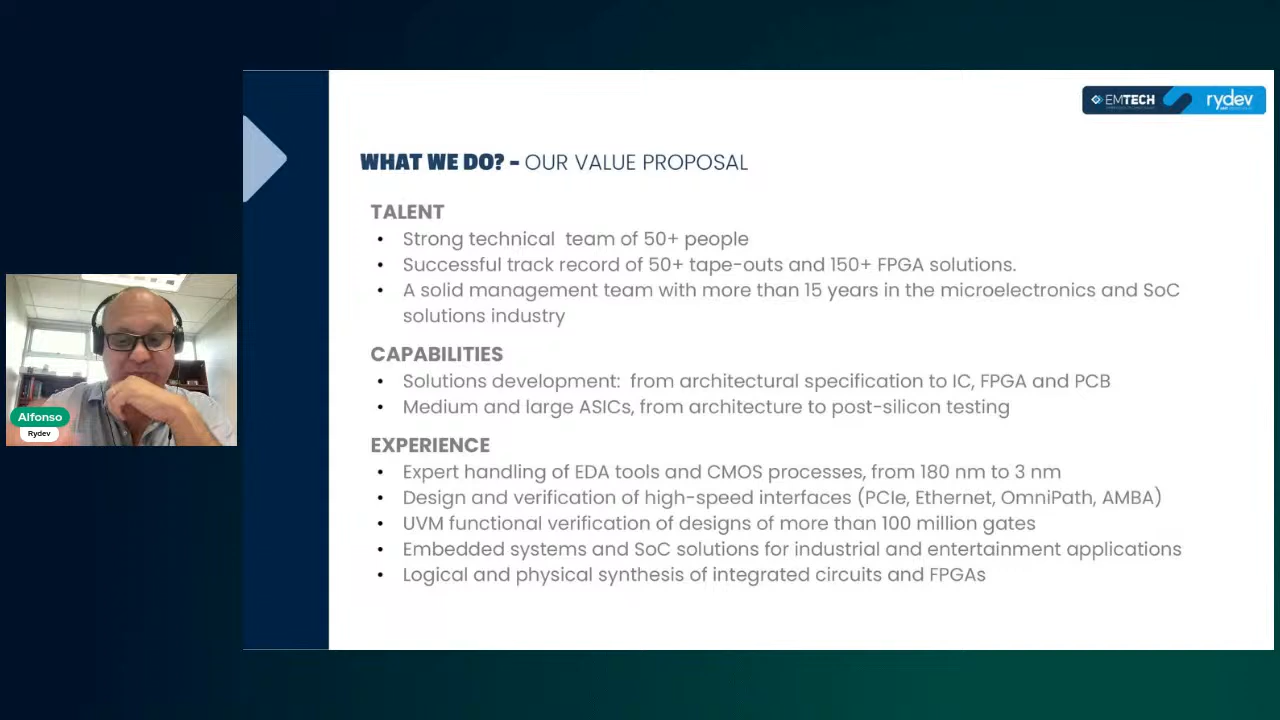 EMTECH
rydev
WHAT WE DO? - OUR VALUE PROPOSAL
TALENT
• Strong technical team of 50+ people
• Successful track record of 50+ tape-outs and 150+ FPGA solutions.
• A solid management team with more than 15 years in the microelectronics and SoC
solutions industry
CAPABILITIES
• Solutions development: from architectural specification to IC, FPGA and PCB
• Medium and large ASICs, from architecture to post-silicon testing
EXPERIENCE
• Expert handling of EDA tools and CMOS processes, from 180 nm to 3 nm
• Design and verification of high-speed interfaces (PCIe, Ethernet, OmniPath, AMBA)
• UVM functional verification of designs of more than 100 million gates
• Embedded systems and SoC solutions for industrial and entertainment applications
• Logical and physical synthesis of integrated circuits and FPGAs
Alfonso
Rydev